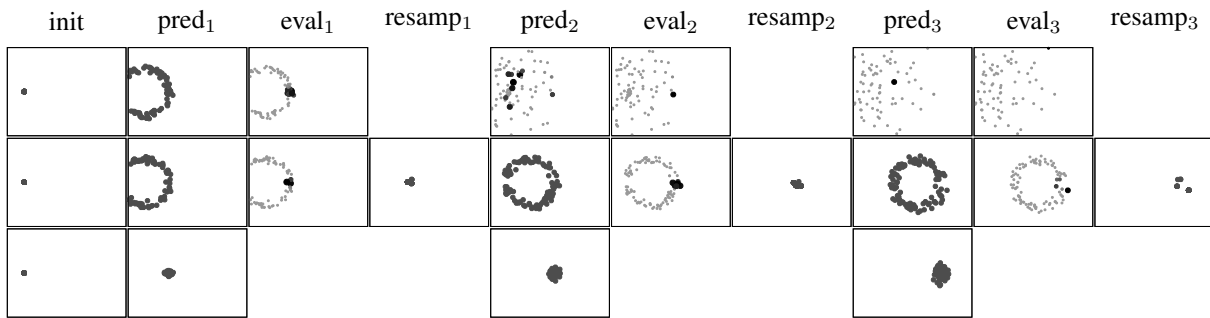 init pred₁ eval₁ resamp₁ pred₂ eval₂ resamp₂ pred₃ eval₃ resamp₃